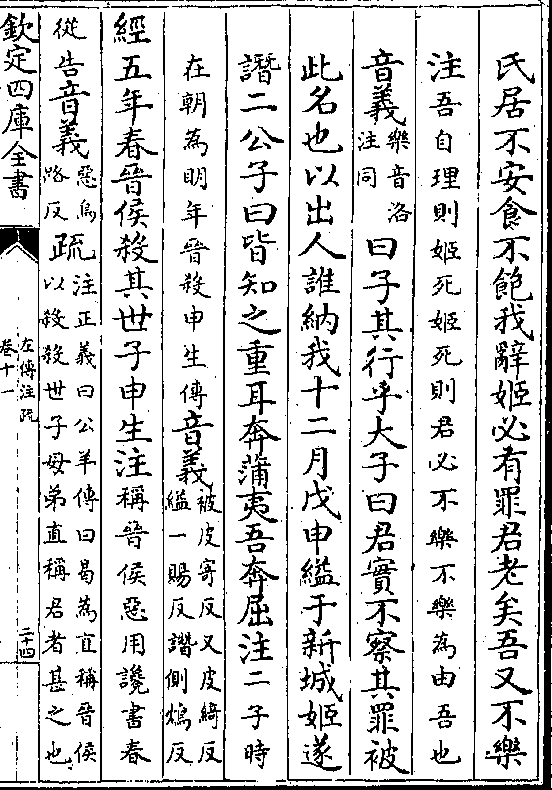 氏居不安食不飽我辭姬必有罪君老矣吾又不樂
注吾自理則姬死姬死則君必不樂不樂為由吾也
音義樂音洛注同曰子其行乎大子曰君實不察其罪被
此名也以出人誰納我十二月戊申縊于新城姬遂
譖二公子曰皆知之重耳奔蒲夷吾奔屈注二子時
在朝為明年晉殺申生傳音義被皮寄反又皮綺反縊一賜反譖側鴆反
經五年春晉侯殺其世子申生注稱晉侯惡用讒書春
從告音義惡烏路反疏注正義曰公羊傳曰曷為直稱晉侯以殺殺世子母弟直稱君者甚之也
欽定四庫全書
左傳注疏
卷十一
二十四